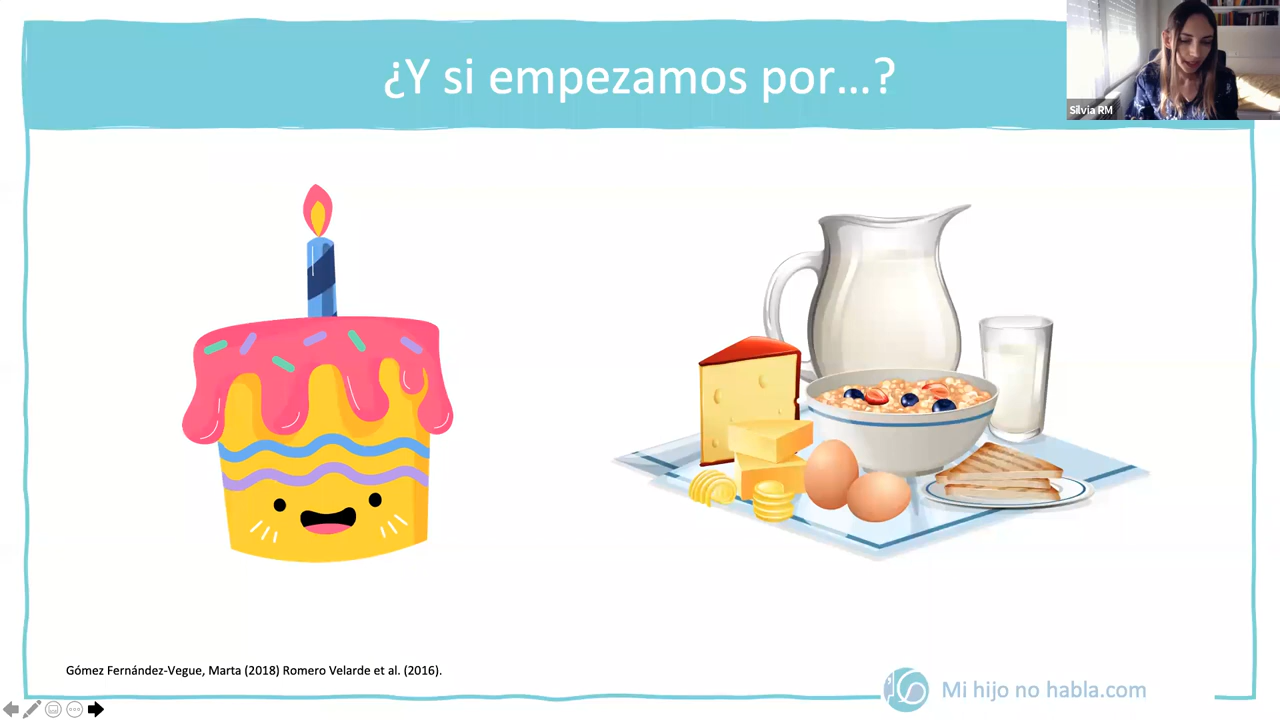 ¿Y si empezamos por...?
Silvia RM
Gómez Fernández-Vegue, Marta (2018) Romero Velarde et al. (2016).
Mi hijo no habla.com